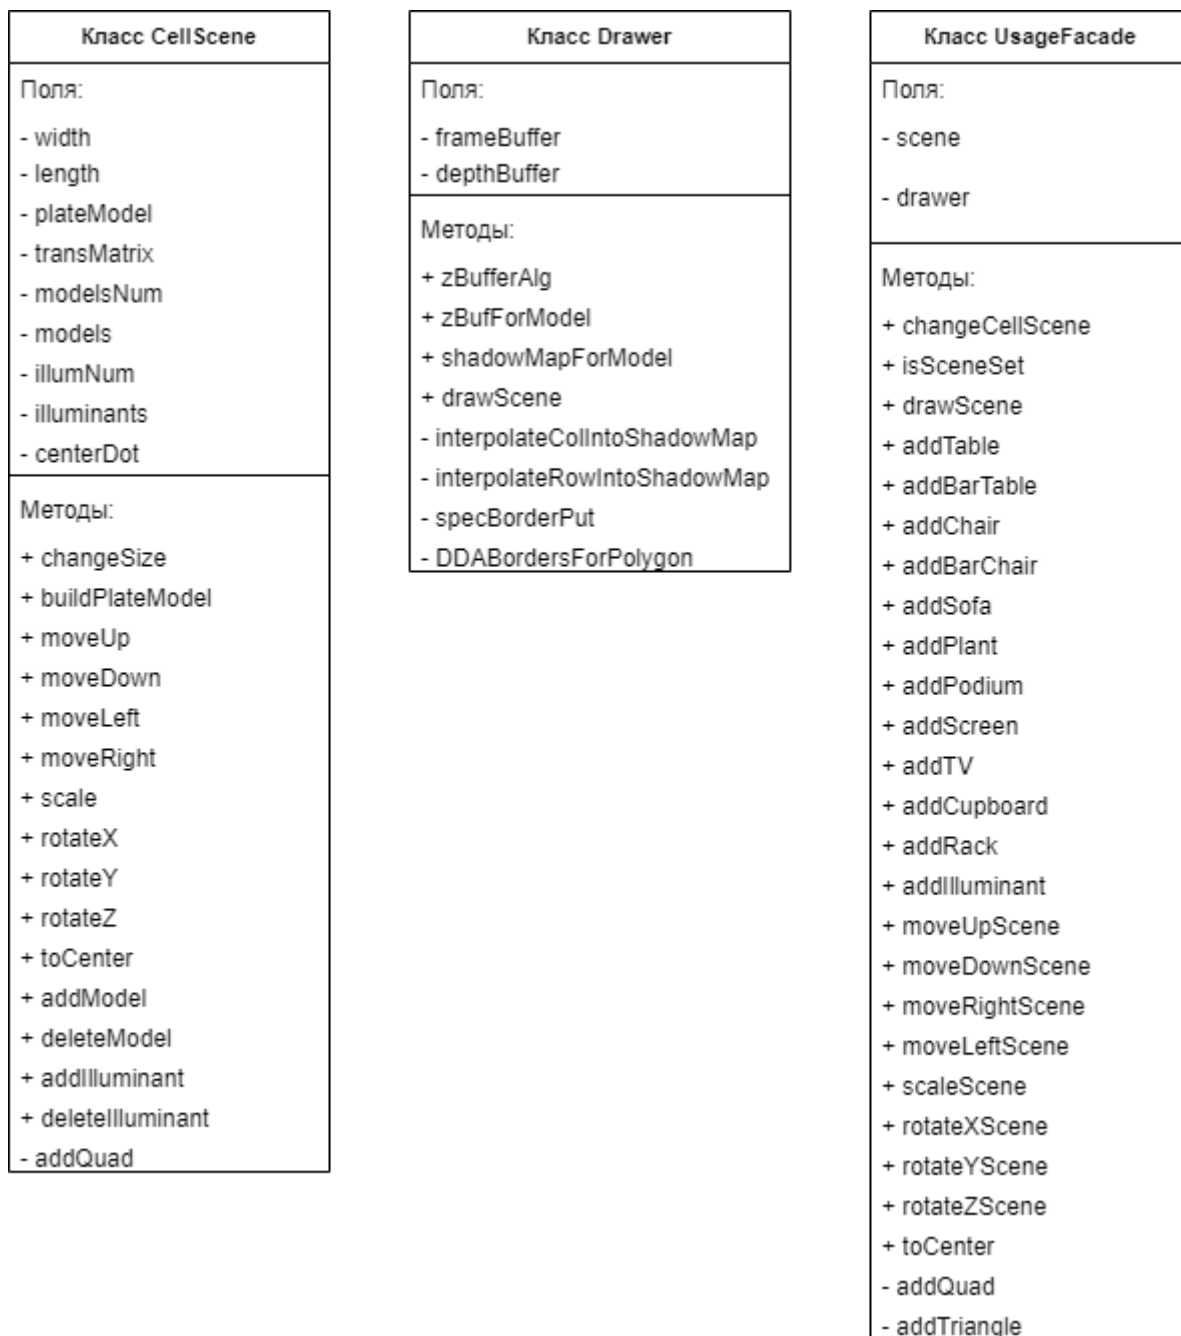 Класс CellScene
Поля:
- width
- length
- plateModel
- transMatrix
- modelsNum
- models
- illumNum
- illuminants
- centerDot
Методы:
+ changeSize
+ buildPlateModel
+ moveUp
+ moveDown
+ moveLeft
+ moveRight
+ scale
+ rotateX
+ rotateY
+ rotateZ
+ toCenter
+ addModel
+ deleteModel
+ addIlluminant
+ deleteIlluminant
- addQuad
Класс Drawer
Поля:
- frameBuffer
- depthBuffer
Методы:
+ zBufferAlg
+ zBufForModel
+ shadowMapForModel
+ drawScene
- interpolateColIntoShadowMap
- interpolateRowIntoShadowMap
- specBorderPut
- DDABordersForPolygon
Класс UsageFacade
Поля:
- scene
- drawer
Методы:
+ changeCellScene
+ isSceneSet
+ drawScene
+ addTable
+ addBarTable
+ addChair
+ addBarChair
+ addSofa
+ addPlant
+ addPodium
+ addScreen
+ addTV
+ addCupboard
+ addRack
+ addIlluminant
+ moveUpScene
+ moveDownScene
+ moveRightScene
+ moveLeftScene
+ scaleScene
+ rotateXScene
+ rotateYScene
+ rotateZScene
+ toCenter
- addQuad
- addTriangle